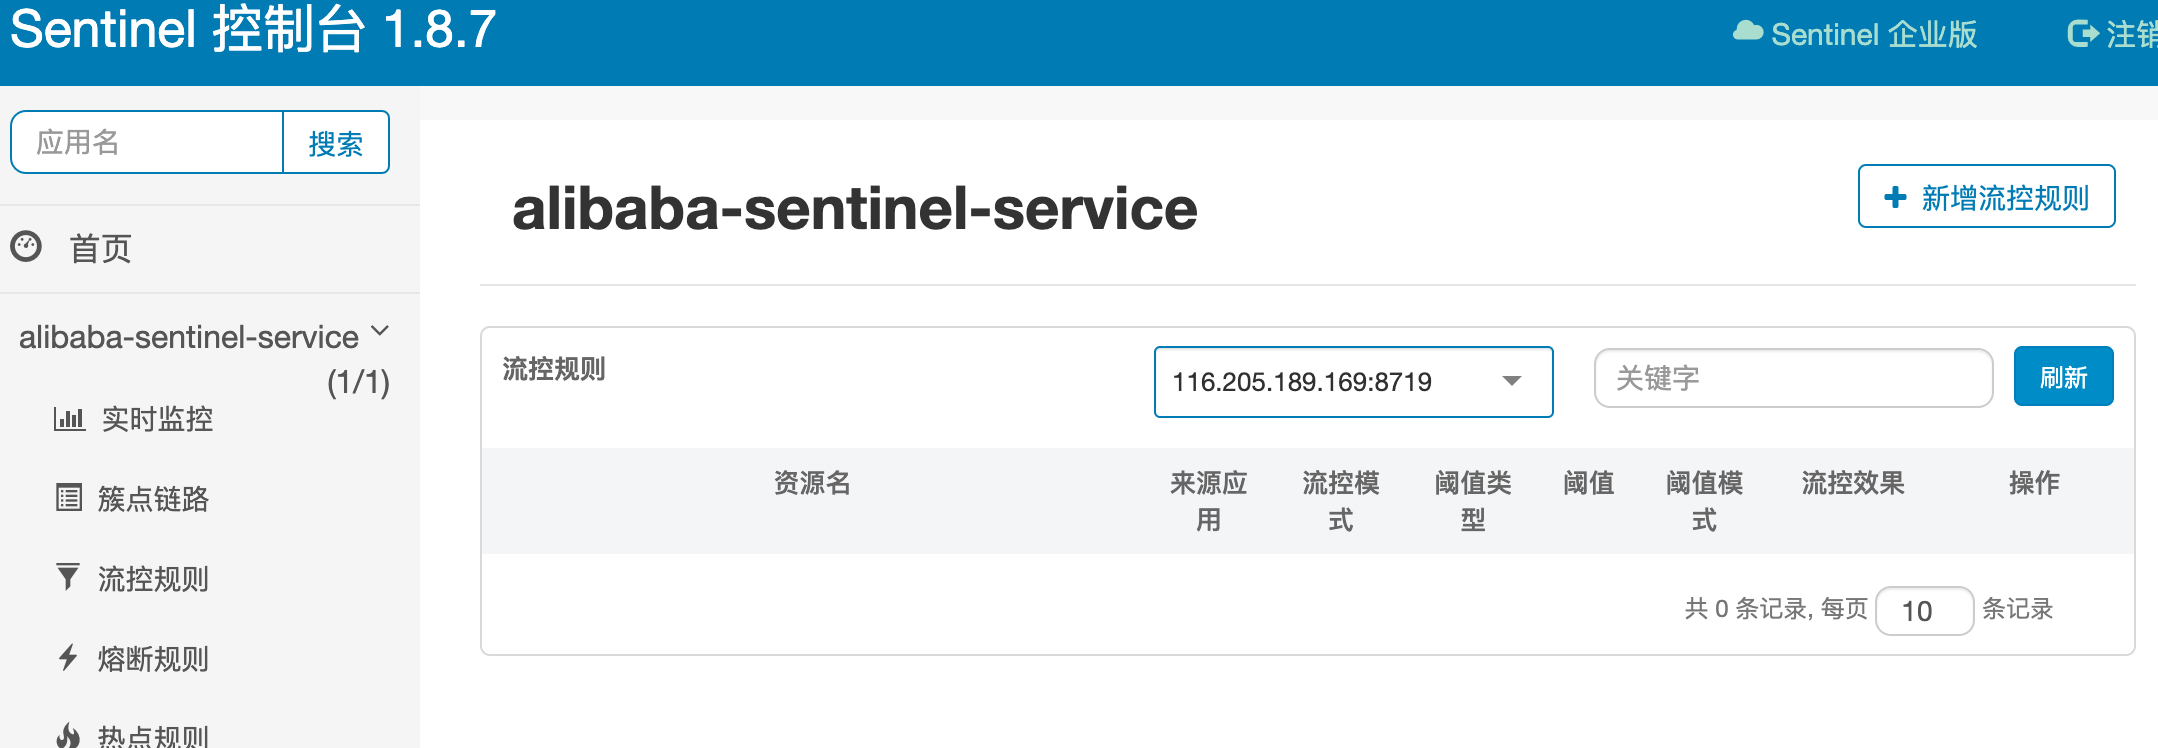 Sentinel 控制台 1.8.7
Sentinel 企业版
注销
应用名
搜索
首页
alibaba-sentinel-service
(1/1)
实时监控
簇点链路
流控规则
熔断规则
热点规则
alibaba-sentinel-service
新增流控规则
流控规则
116.205.189.169:8719
关键字
刷新
资源名 来源应用 流控模式 阈值类型 阈值 阈值模式 流控效果 操作
共 0 条记录, 每页 10 条记录